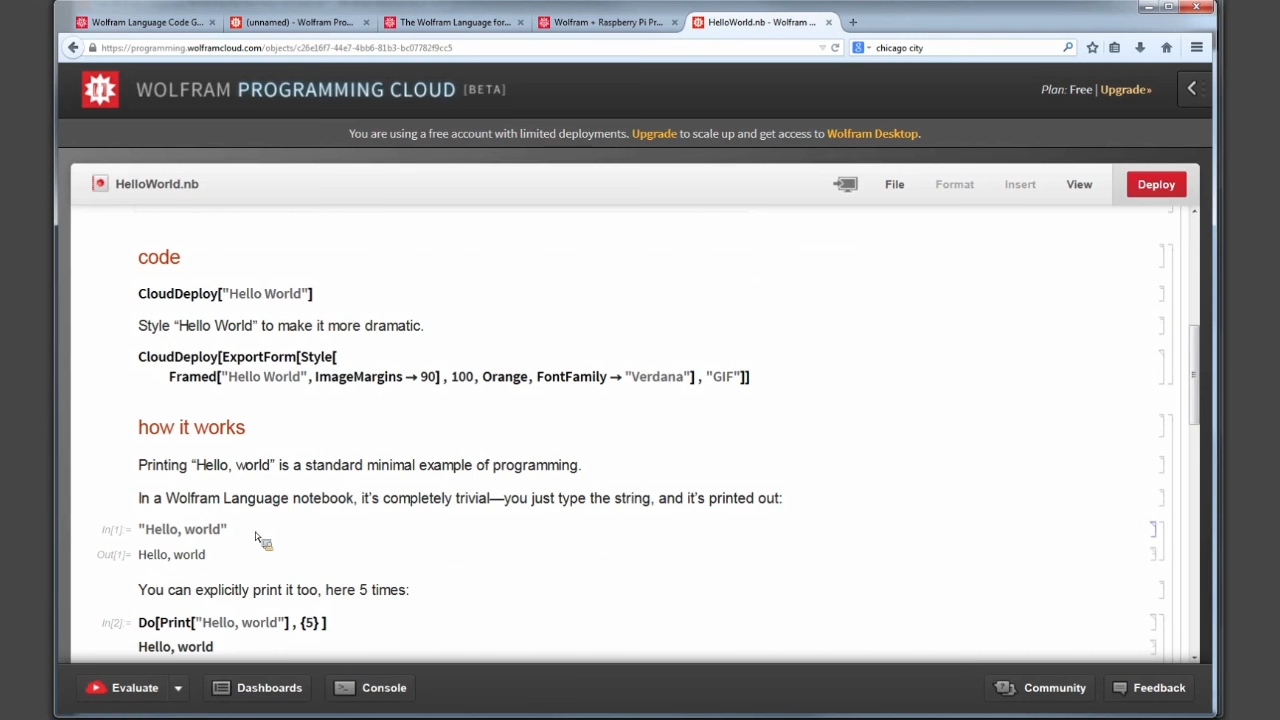 Wolfram Language Code G...
(unnamed) - Wolfram Pro...
The Wolfram Language for...
Wolfram + Raspberry Pi Pr...
HelloWorld.nb - Wolfram ...
https://programming.wolframcloud.com/objects/c26e16f7-44e7-4bb6-81b3-bc07782f9cc5
chicago city
WOLFRAM PROGRAMMING CLOUD [BETA]
Plan: Free | Upgrade»
You are using a free account with limited deployments. Upgrade to scale up and get access to Wolfram Desktop.
HelloWorld.nb
File
Format
Insert
View
Deploy
code
CloudDeploy["Hello World"]
Style “Hello World” to make it more dramatic.
CloudDeploy[ExportForm[Style[
Framed["Hello World", ImageMargins → 90], 100, Orange, FontFamily → "Verdana"], "GIF"]]
how it works
Printing “Hello, world” is a standard minimal example of programming.
In a Wolfram Language notebook, it’s completely trivial—you just type the string, and it’s printed out:
In[1]:= "Hello, world"
Out[1]= Hello, world
You can explicitly print it too, here 5 times:
In[2]:= Do[Print["Hello, world"], {5}]
Hello, world
Evaluate
Dashboards
Console
Community
Feedback